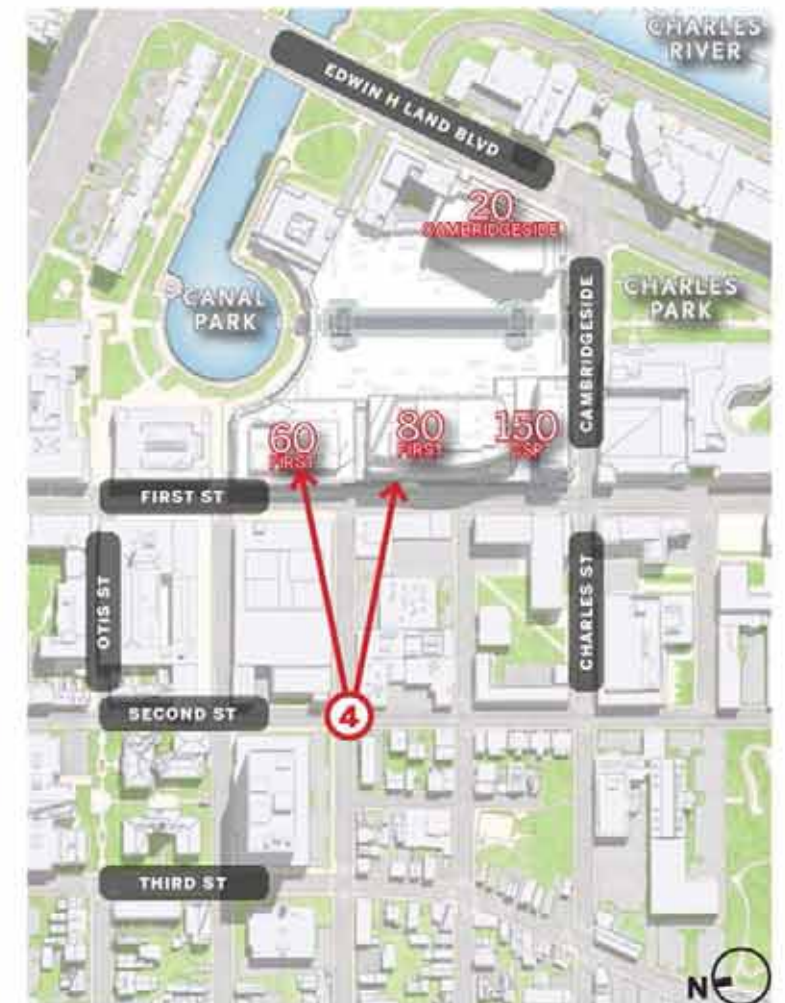 CHARLES
RIVER
EDWIN H LAND BLVD
20
CAMBRIDGESIDE
CANAL
PARK
CHARLES
PARK
CAMBRIDGESIDE
60
FIRST
80
FIRST
150
CSP
FIRST ST
OTIS ST
CHARLES ST
SECOND ST
4
THIRD ST
N